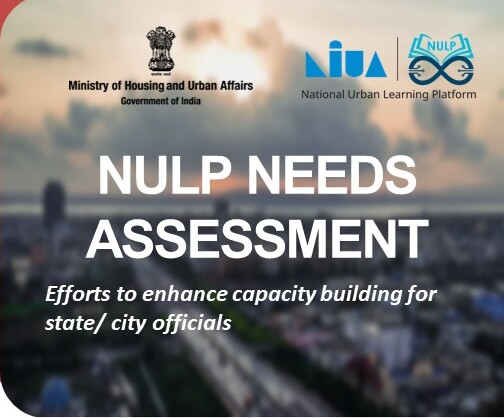 Ministry of Housing and Urban Affairs
Government of India
NIUA
NULP
National Urban Learning Platform
NULP NEEDS
ASSESSMENT
Efforts to enhance capacity building for
state/ city officials